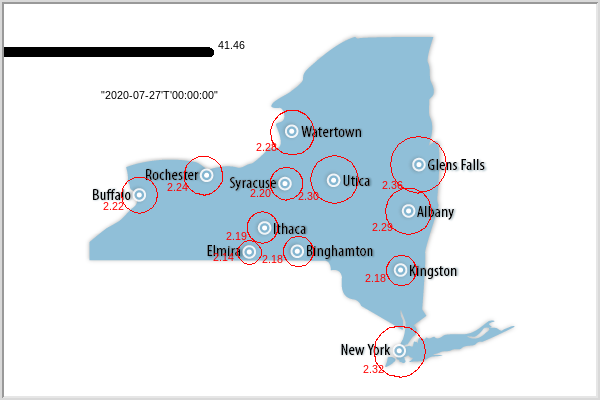 41.46
"2020-07-27'T'00:00:00"
Watertown
2.28
Glens Falls
2.36
Rochester
2.24
Syracuse
2.20
Utica
2.30
Buffalo
2.22
Albany
2.29
Ithaca
2.19
Elmira
2.14
Binghamton
2.18
Kingston
2.18
New York
2.32